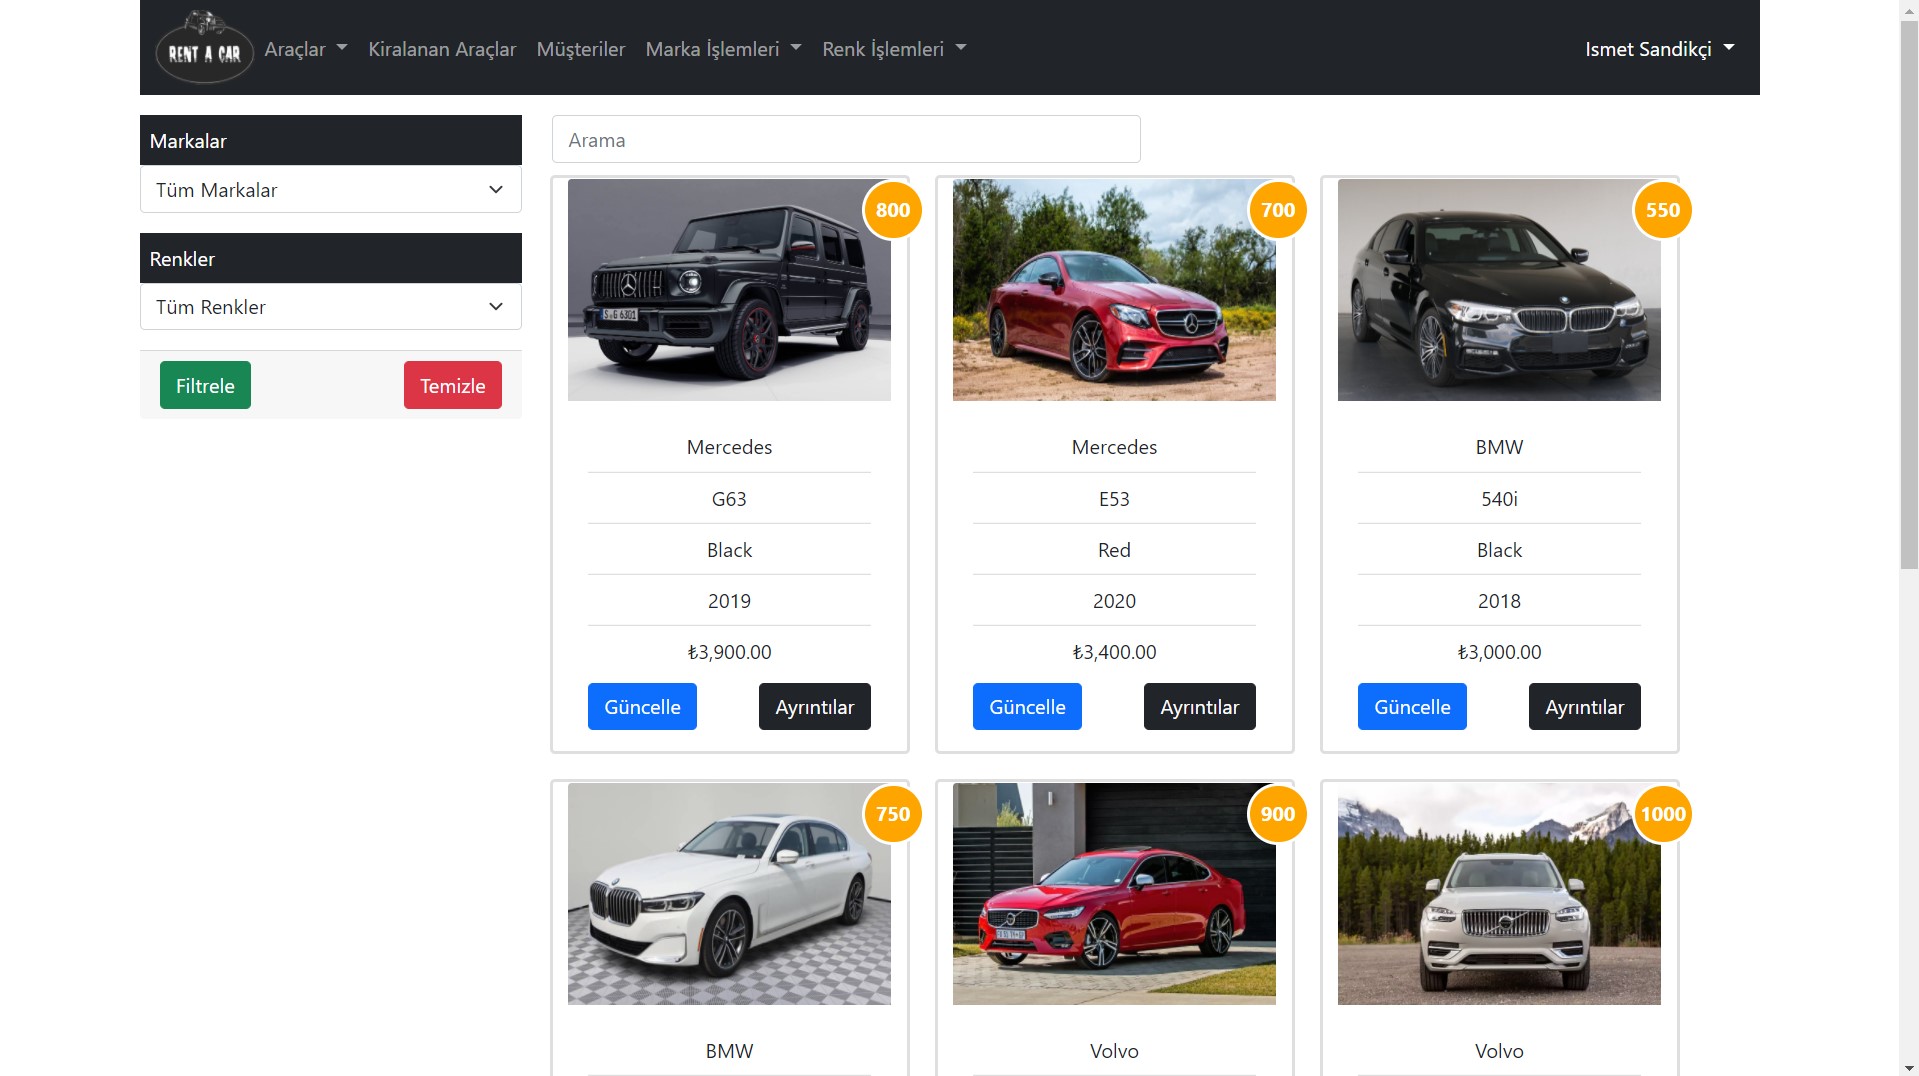 RENT A CAR
Araçlar
Kiralanan Araçlar
Müşteriler
Marka İşlemleri
Renk İşlemleri
Ismet Sandikçi
Markalar
Tüm Markalar
Renkler
Tüm Renkler
Filtrele
Temizle
Arama
800
S G 6301
Mercedes
G63
Black
2019
₺3,900.00
Güncelle
Ayrıntılar
700
Mercedes
E53
Red
2020
₺3,400.00
Güncelle
Ayrıntılar
550
BMW
540i
Black
2018
₺3,000.00
Güncelle
Ayrıntılar
750
BMW
900
Volvo
1000
Volvo